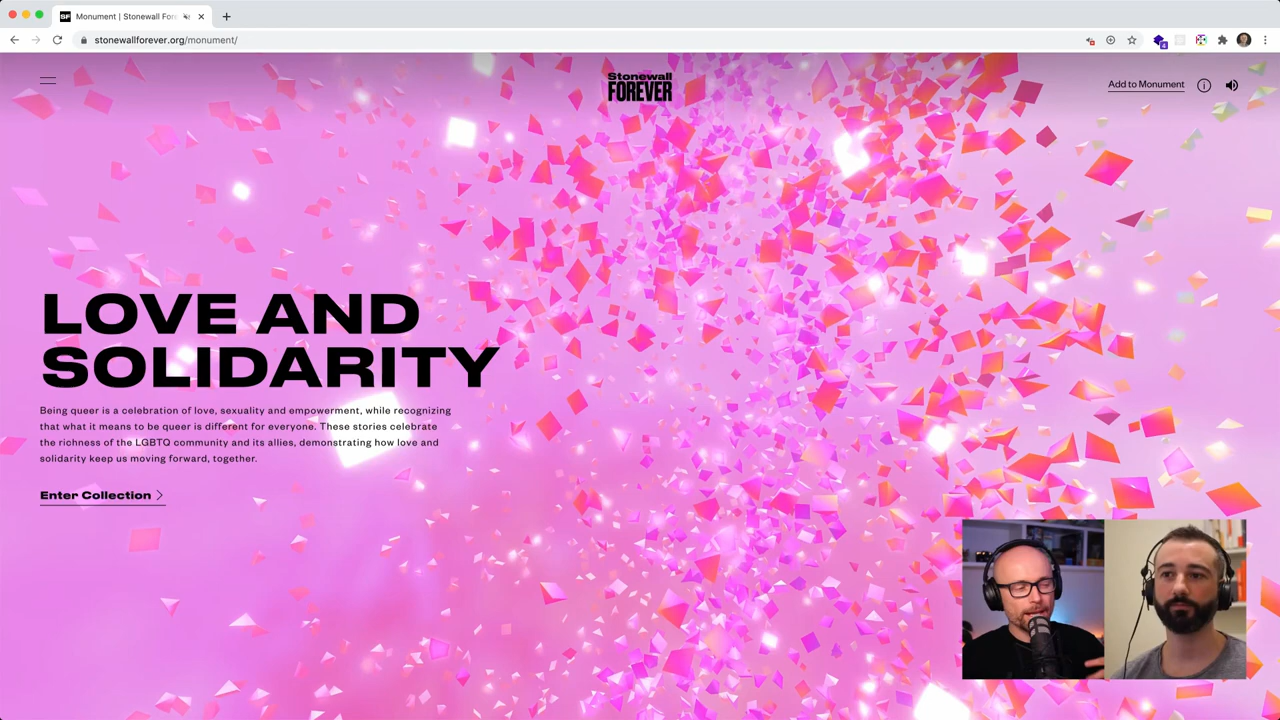 SF Monument | Stonewall For
stonewallforever.org/monument/
4
Stonewall
FOREVER
Add to Monument
LOVE AND
SOLIDARITY
Being queer is a celebration of love, sexuality and empowerment, while recognizing
that what it means to be queer is different for everyone. These stories celebrate
the richness of the LGBTQ community and its allies, demonstrating how love and
solidarity keep us moving forward, together.
Enter Collection